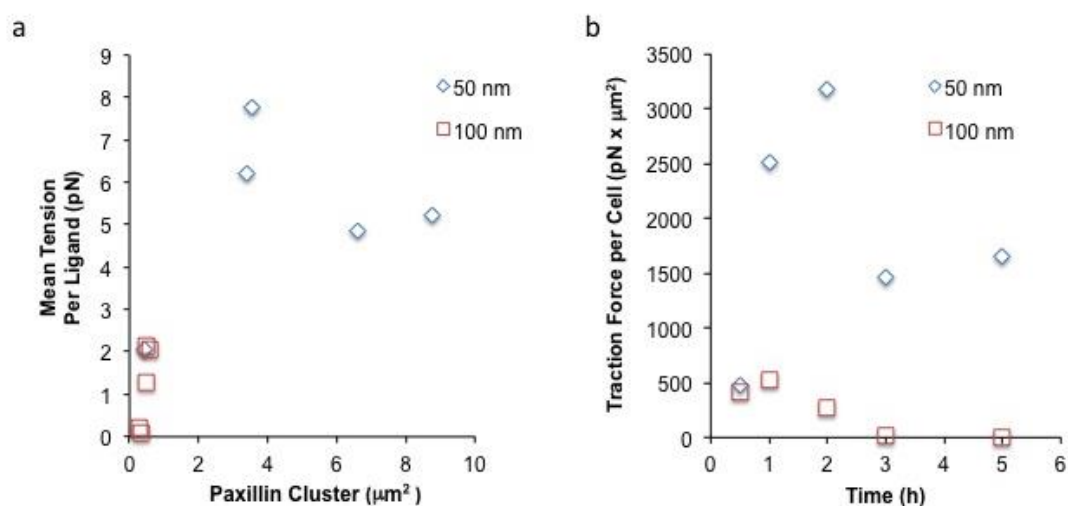 a
9
8
7
6
5
4
3
2
1
0
Mean Tension
Per Ligand (pN)
50 nm
100 nm
0 2 4 6 8 10
Paxillin Cluster (μm²)
b
3500
3000
2500
2000
1500
1000
500
0
Traction Force per Cell (pN x μm²)
50 nm
100 nm
0 1 2 3 4 5 6
Time (h)